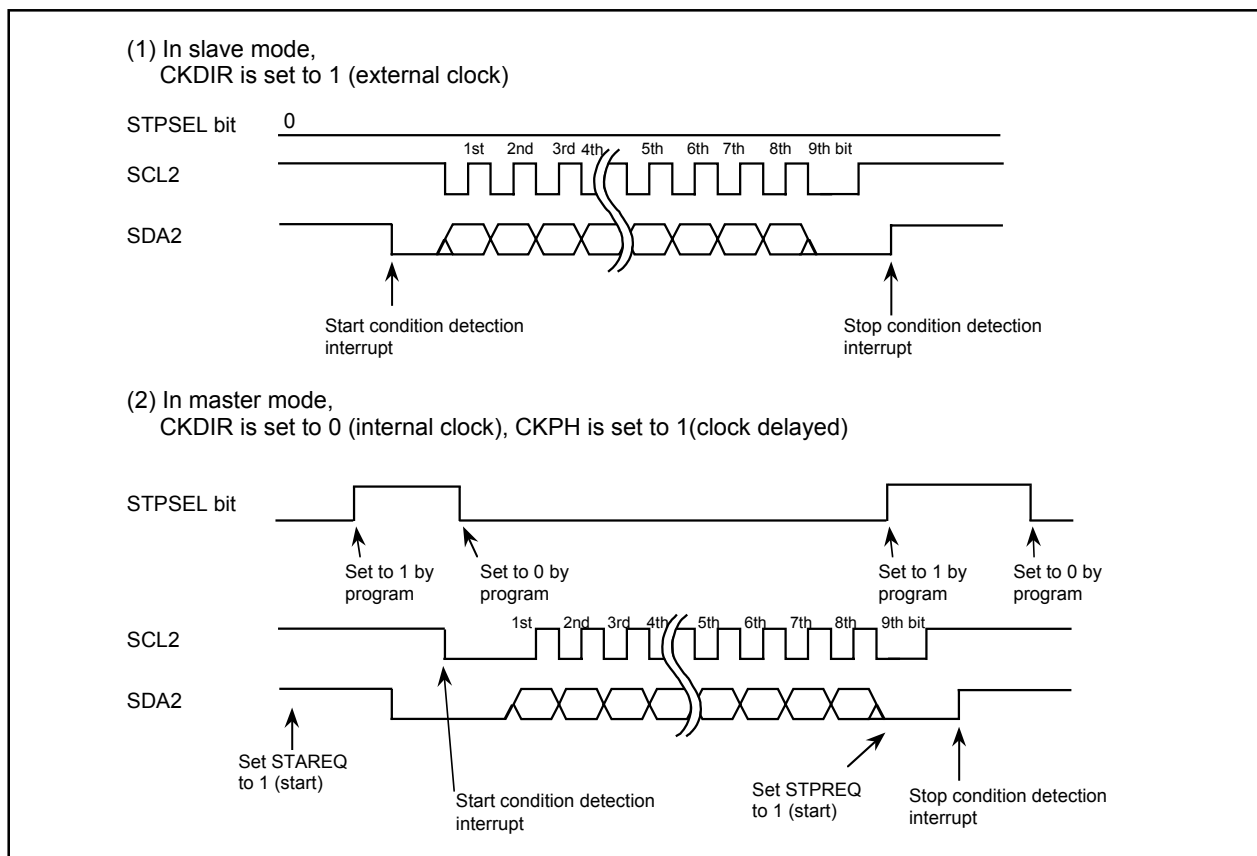 (1) In slave mode,
CKDIR is set to 1 (external clock)
STPSEL bit 0
1st 2nd 3rd 4th 5th 6th 7th 8th 9th bit
SCL2
SDA2
Start condition detection
interrupt
Stop condition detection
interrupt
(2) In master mode,
CKDIR is set to 0 (internal clock), CKPH is set to 1(clock delayed)
STPSEL bit
Set to 1 by
program
Set to 0 by
program
Set to 1 by
program
Set to 0 by
program
1st 2nd 3rd 4th 5th 6th 7th 8th 9th bit
SCL2
SDA2
Set STAREQ
to 1 (start)
Start condition detection
interrupt
Set STPREQ
to 1 (start)
Stop condition detection
interrupt